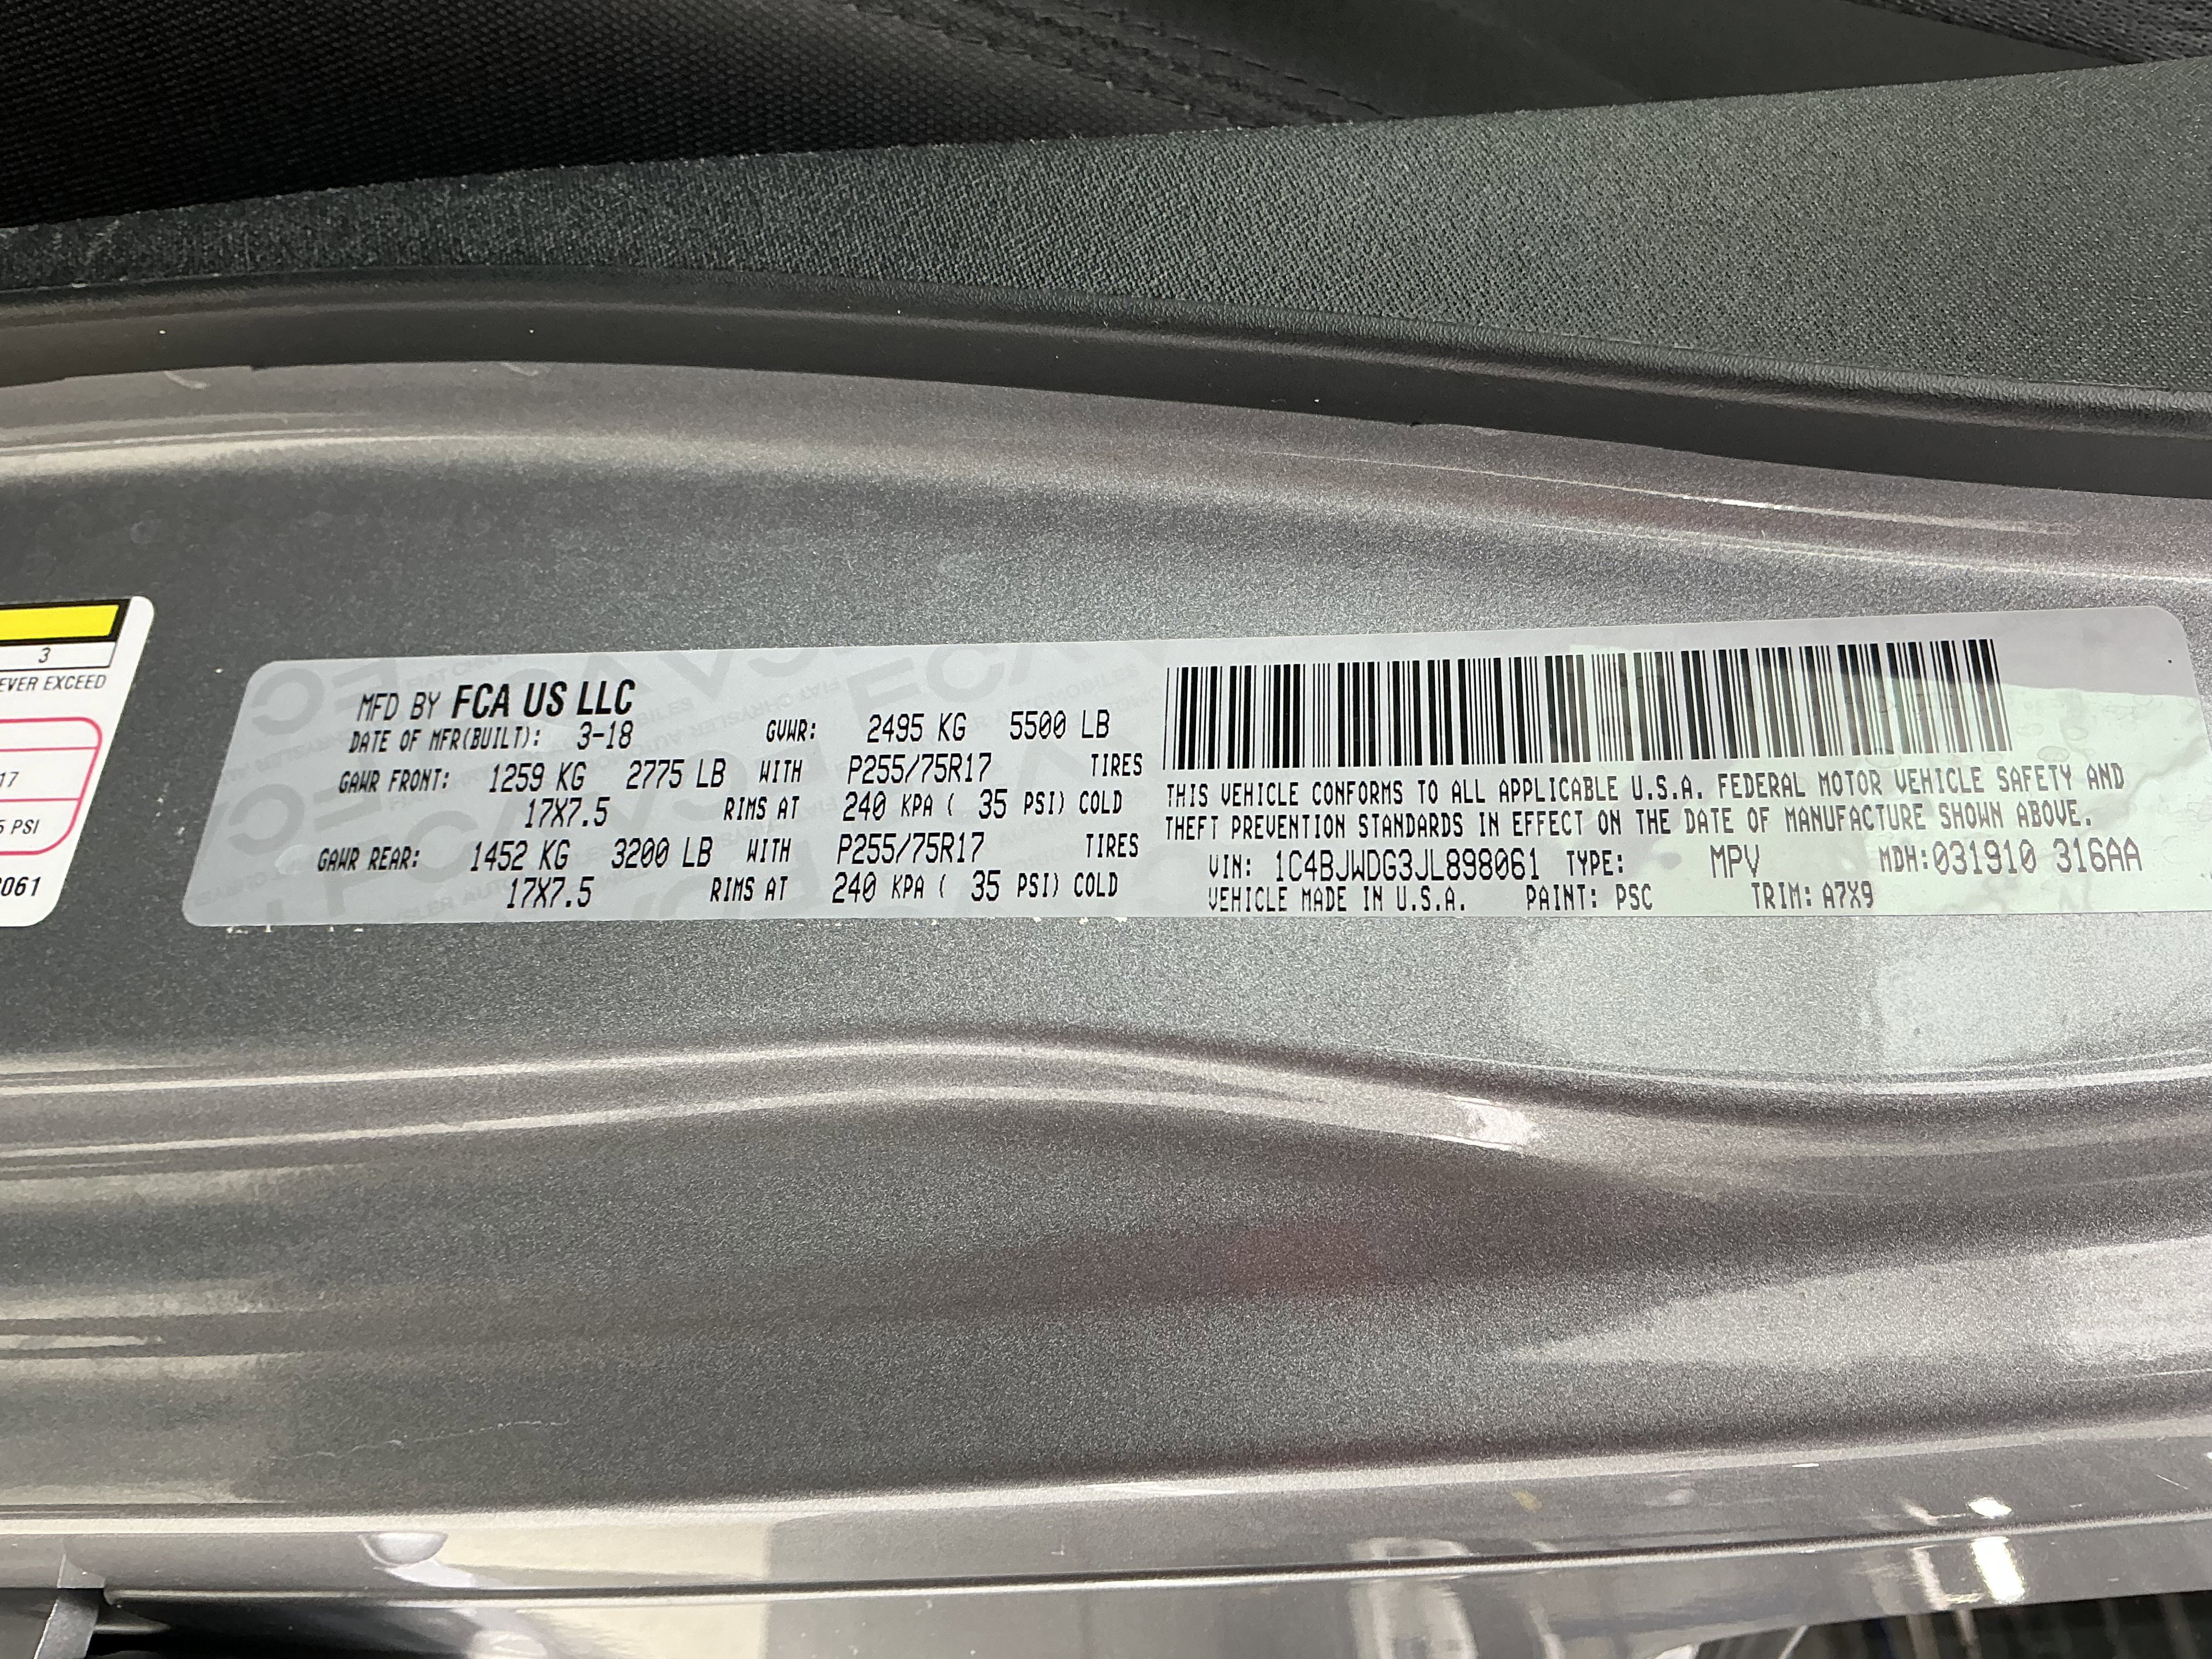 3
EVER EXCEED
17
5 PSI
061
MFD BY FCA US LLC
DATE OF MFR(BUILT): 3-18 GVWR: 2495 KG 5500 LB
GAWR FRONT: 1259 KG 2775 LB WITH P255/75R17 TIRES
17X7.5 RIMS AT 240 KPA ( 35 PSI) COLD
GAWR REAR: 1452 KG 3200 LB WITH P255/75R17 TIRES
17X7.5 RIMS AT 240 KPA ( 35 PSI) COLD
THIS VEHICLE CONFORMS TO ALL APPLICABLE U.S.A. FEDERAL MOTOR VEHICLE SAFETY AND
THEFT PREVENTION STANDARDS IN EFFECT ON THE DATE OF MANUFACTURE SHOWN ABOVE.
VIN: 1C4BJWDG3JL898061 TYPE: MPV MDH:031910 316AA
VEHICLE MADE IN U.S.A. PAINT: PSC TRIM: A7X9